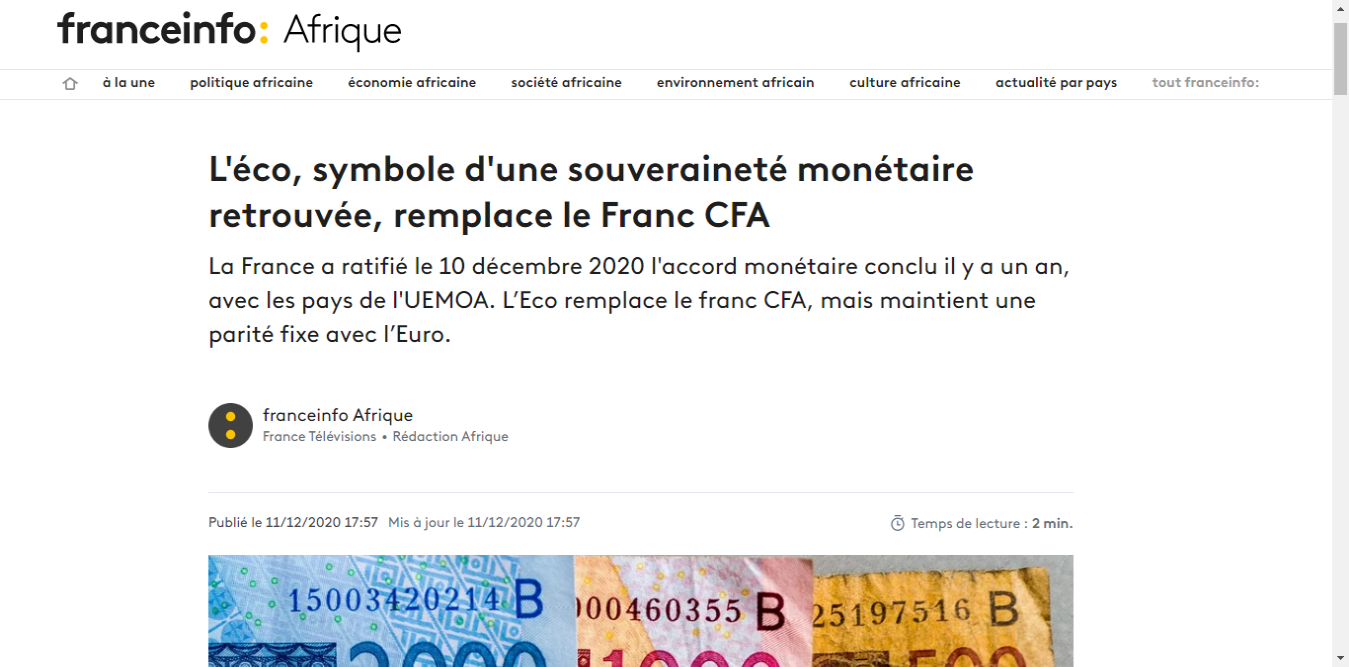 franceinfo: Afrique
à la une politique africaine économie africaine société africaine environnement africain culture africaine actualité par pays tout franceinfo:
L'éco, symbole d'une souveraineté monétaire
retrouvée, remplace le Franc CFA
La France a ratifié le 10 décembre 2020 l'accord monétaire conclu il y a un an,
avec les pays de l'UEMOA. L’Eco remplace le franc CFA, mais maintient une
parité fixe avec l’Euro.
franceinfo Afrique
France Télévisions • Rédaction Afrique
Publié le 11/12/2020 17:57 Mis à jour le 11/12/2020 17:57 Temps de lecture : 2 min.
15003420214 B 000460355 B 25197516 B
2000 1000 500